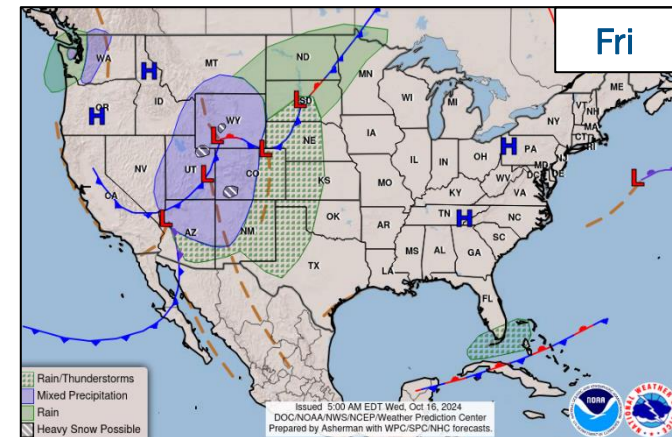 Fri
WA
MT
ND
MN
H
OR
H
ID
SD
L
WI
MI
ME
VT
NH
NY
MA
CT
RI
WY
L
L
NE
IA
H
PA
NV
UT
L
CO
IL
IN
OH
MD
DC
DE
NJ
WV
VA
L
CA
KS
MO
KY
L
AZ
NM
OK
AR
TN
H
NC
SC
TX
LA
MS
AL
GA
FL
Rain/Thunderstorms
Mixed Precipitation
Rain
Heavy Snow Possible
Issued 5:00 AM EDT Wed, Oct 16, 2024
DOC/NOAA/NWS/NCEP/Weather Prediction Center
Prepared by Asherman with WPC/SPC/NHC forecasts.
NOAA
NATIONAL WEATHER